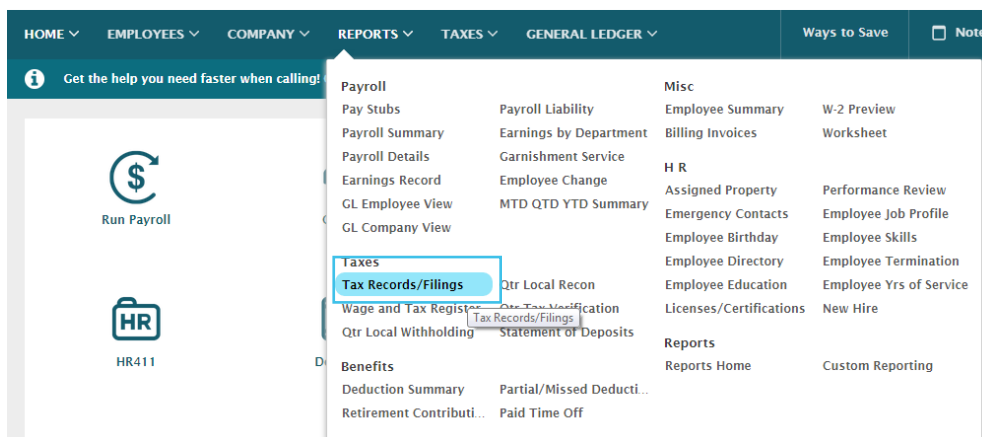 HOME EMPLOYEES COMPANY REPORTS TAXES GENERAL LEDGER Ways to Save
Get the help you need faster when calling!
Run Payroll
HR
HR411
Payroll
Pay Stubs Payroll Liability
Payroll Summary Earnings by Department
Payroll Details Garnishment Service
Earnings Record Employee Change
GL Employee View MTD QTD YTD Summary
GL Company View
Taxes
Tax Records/Filings Qtr Local Recon
Wage and Tax Register Qtr Tax Verification
Tax Records/Filings
Qtr Local Withholding Statement of Deposits
Benefits
Deduction Summary Partial/Missed Deducti...
Retirement Contributi... Paid Time Off
Misc
Employee Summary W-2 Preview
Billing Invoices Worksheet
H R
Assigned Property Performance Review
Emergency Contacts Employee Job Profile
Employee Birthday Employee Skills
Employee Directory Employee Termination
Employee Education Employee Yrs of Service
Licenses/Certifications New Hire
Reports
Reports Home Custom Reporting